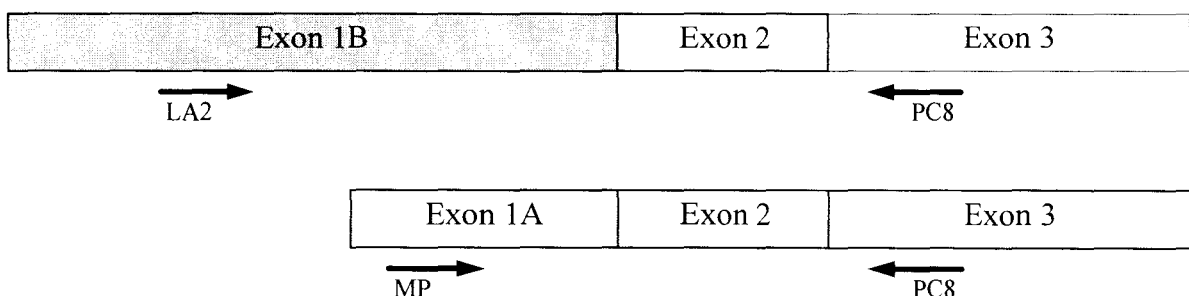 Exon 1B Exon 2 Exon 3
LA2 PC8
Exon 1A Exon 2 Exon 3
MP PC8